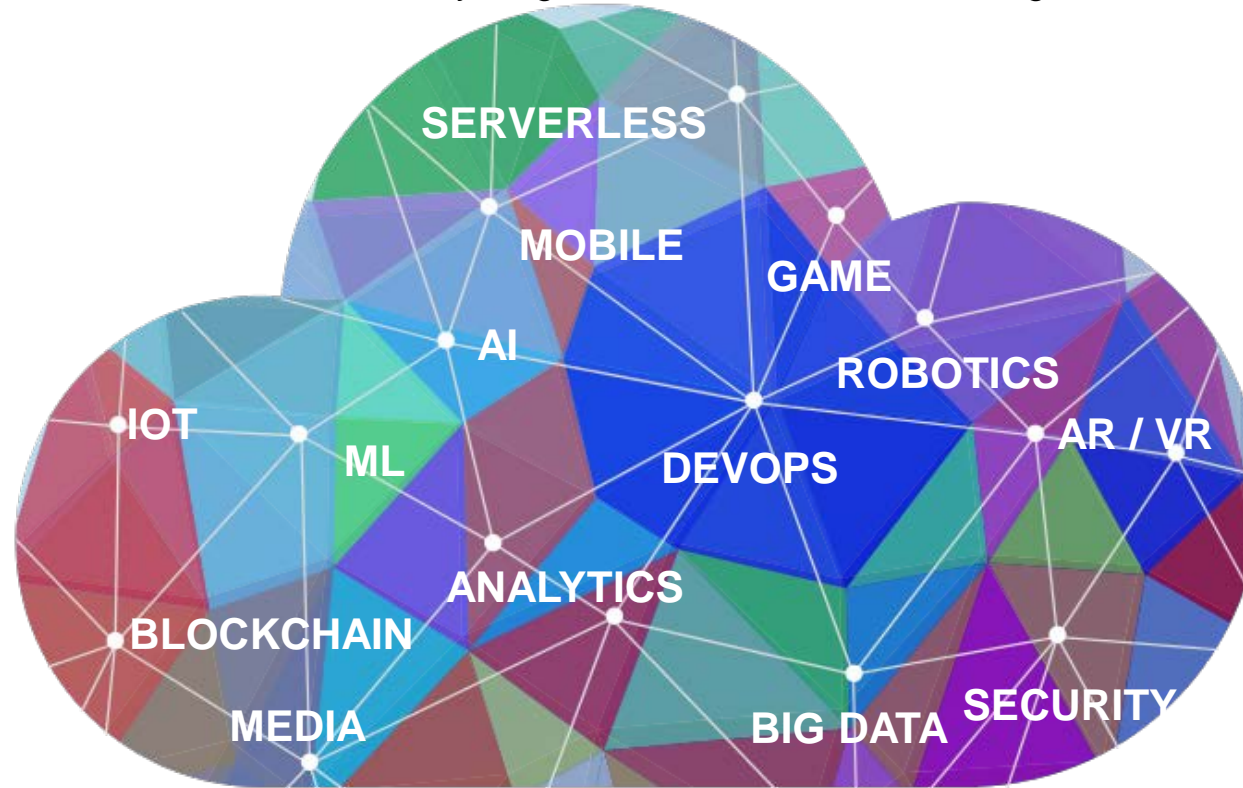 SERVERLESS
MOBILE
GAME
AI
ROBOTICS
IOT
AR / VR
ML
DEVOPS
ANALYTICS
BLOCKCHAIN
SECURITY
MEDIA
BIG DATA